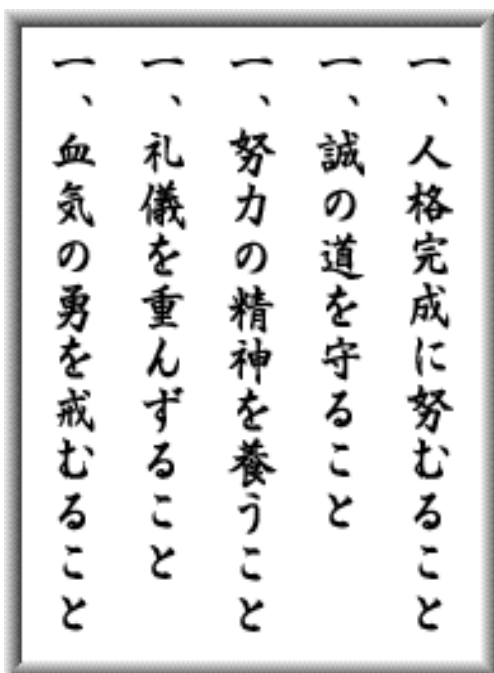 一、人格完成に努むること
一、誠の道を守ること
一、努力の精神を養うこと
一、礼儀を重んずること
一、血気の勇を戒むること